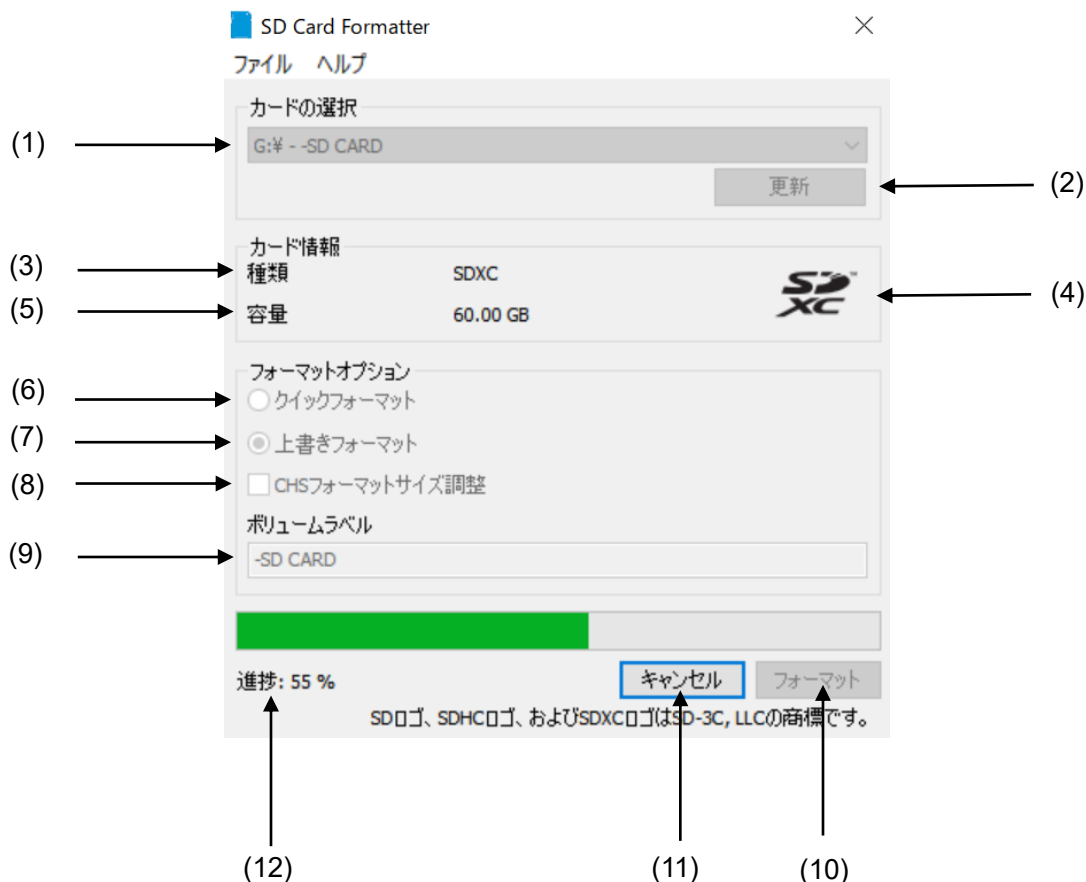 SD Card Formatter
ファイル ヘルプ
カードの選択
(1)
G:¥ - -SD CARD
更新
(2)
カード情報
(3)
種類 SDXC
SD XC
™
(4)
(5)
容量 60.00 GB
フォーマットオプション
(6)
クイックフォーマット
(7)
上書きフォーマット
(8)
CHSフォーマットサイズ調整
ボリュームラベル
(9)
-SD CARD
進捗: 55 %
キャンセル
フォーマット
SDロゴ、SDHCロゴ、およびSDXCロゴはSD-3C, LLCの商標です。
(12)
(11)
(10)